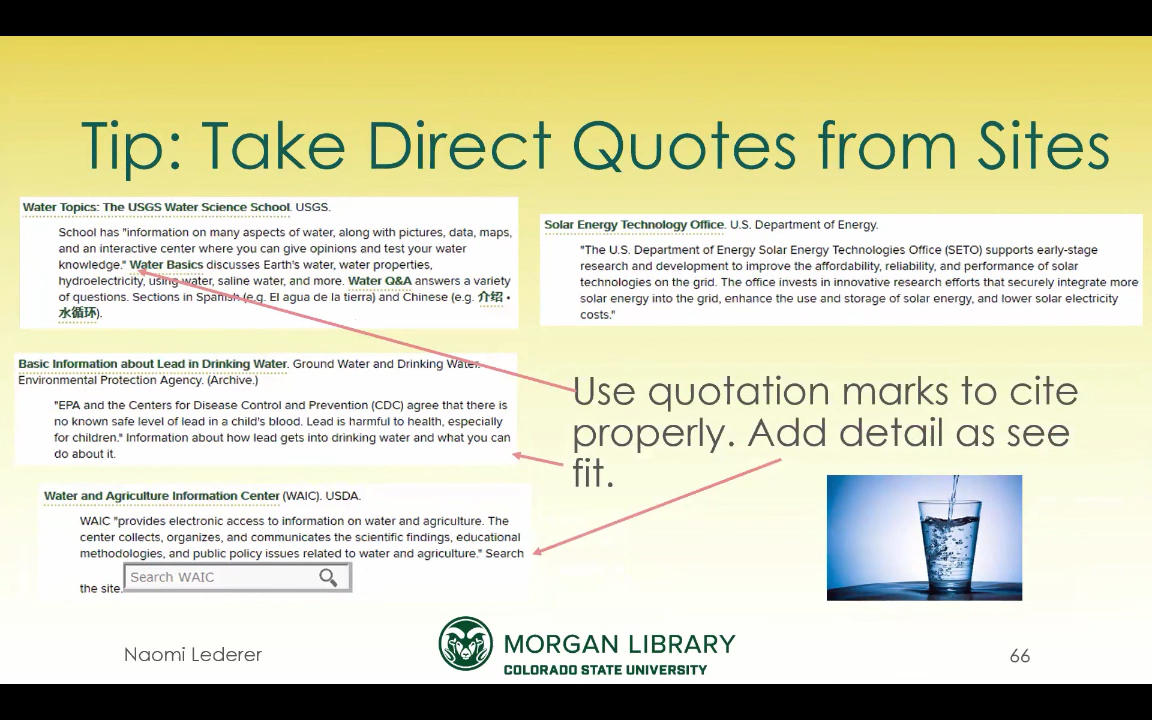 Tip: Take Direct Quotes from Sites
Water Topics: The USGS Water Science School. USGS.
School has "information on many aspects of water, along with pictures, data, maps,
and an interactive center where you can give opinions and test your water
knowledge." Water Basics discusses Earth's water, water properties,
hydroelectricity, using water, saline water, and more. Water Q&A answers a variety
of questions. Sections in Spanish (e.g. El agua de la tierra) and Chinese (e.g. 介绍 •
水循环).
Solar Energy Technology Office. U.S. Department of Energy.
"The U.S. Department of Energy Solar Energy Technologies Office (SETO) supports early-stage
research and development to improve the affordability, reliability, and performance of solar
technologies on the grid. The office invests in innovative research efforts that securely integrate more
solar energy into the grid, enhance the use and storage of solar energy, and lower solar electricity
costs."
Basic Information about Lead in Drinking Water. Ground Water and Drinking Water.
Environmental Protection Agency. (Archive.)
"EPA and the Centers for Disease Control and Prevention (CDC) agree that there is
no known safe level of lead in a child's blood. Lead is harmful to health, especially
for children." Information about how lead gets into drinking water and what you can
do about it.
Use quotation marks to cite
properly. Add detail as see
fit.
Water and Agriculture Information Center (WAIC). USDA.
WAIC "provides electronic access to information on water and agriculture. The
center collects, organizes, and communicates the scientific findings, educational
methodologies, and public policy issues related to water and agriculture." Search
the site. Search WAIC
Naomi Lederer
MORGAN LIBRARY
COLORADO STATE UNIVERSITY
66